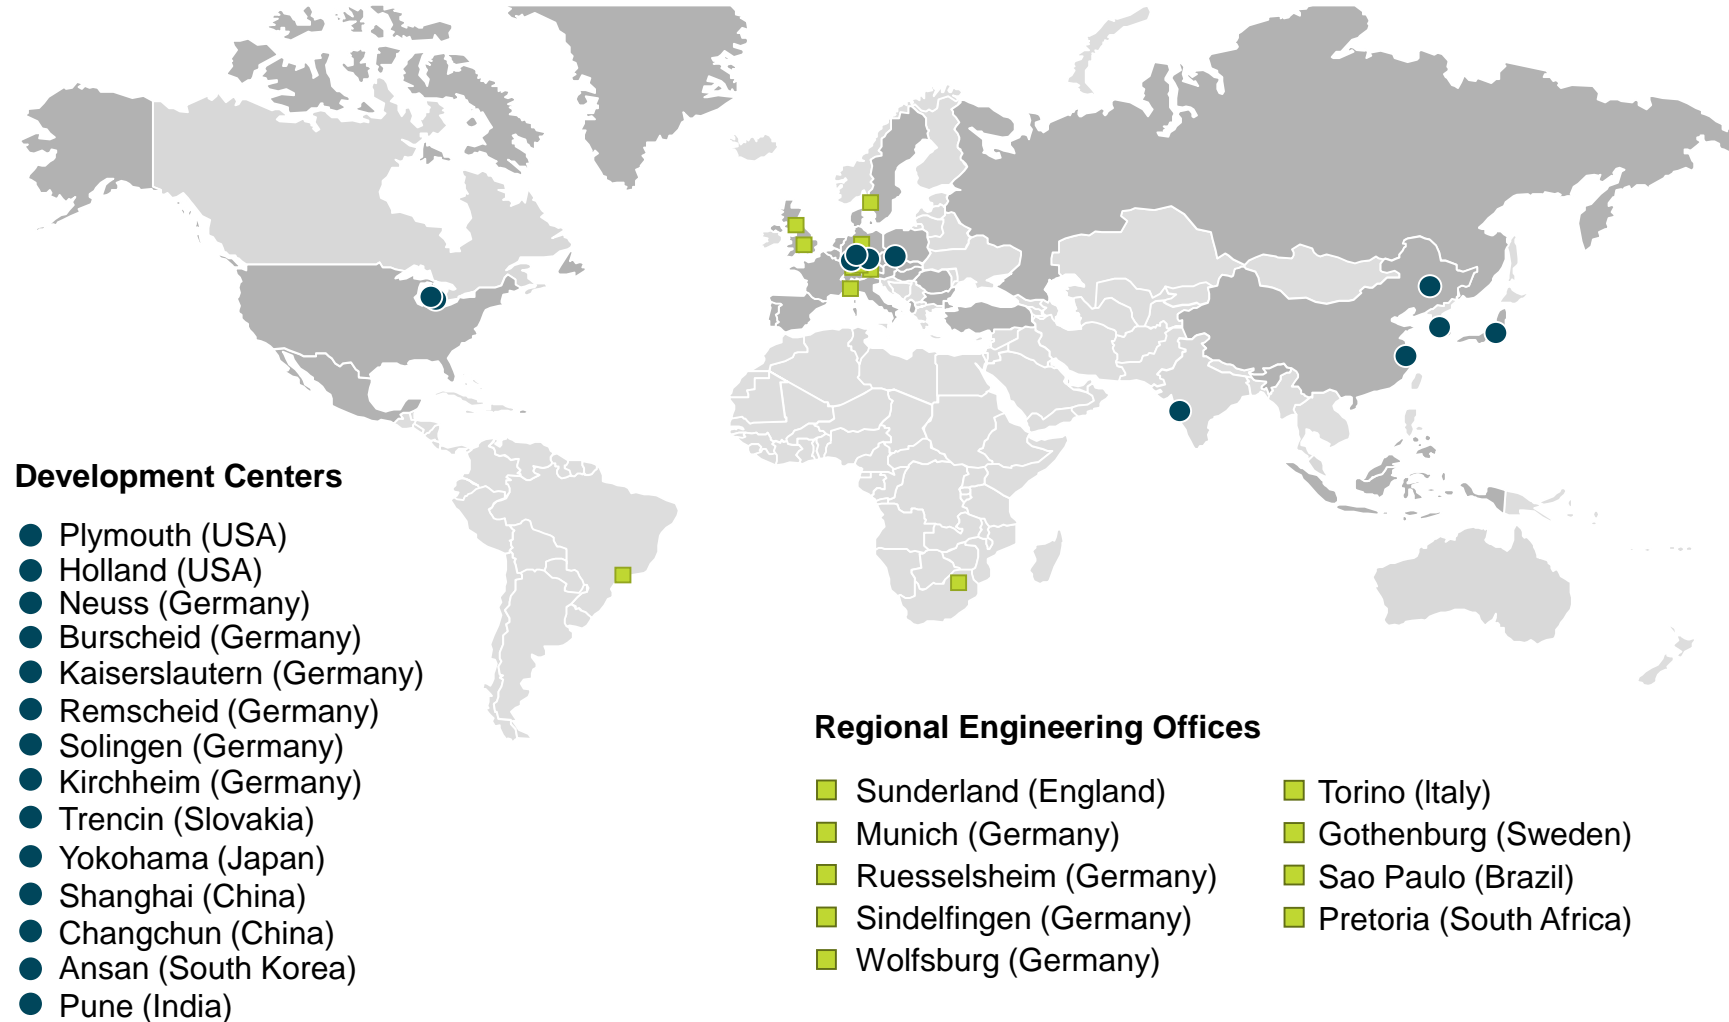 Development Centers
Plymouth (USA)
Holland (USA)
Neuss (Germany)
Burscheid (Germany)
Kaiserslautern (Germany)
Remscheid (Germany)
Solingen (Germany)
Kirchheim (Germany)
Trencin (Slovakia)
Yokohama (Japan)
Shanghai (China)
Changchun (China)
Ansan (South Korea)
Pune (India)
Regional Engineering Offices
Sunderland (England)
Munich (Germany)
Ruesselsheim (Germany)
Sindelfingen (Germany)
Wolfsburg (Germany)
Torino (Italy)
Gothenburg (Sweden)
Sao Paulo (Brazil)
Pretoria (South Africa)